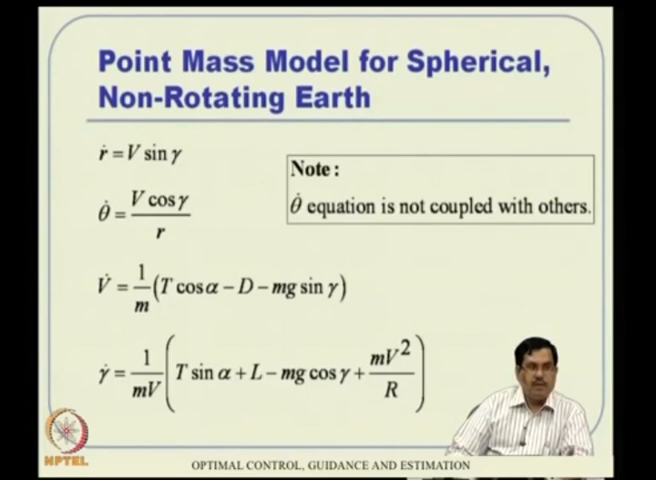 Point Mass Model for Spherical,
Non-Rotating Earth
ṙ = V sin γ
Note :
θ̇ = V cos γ / r
θ̇ equation is not coupled with others.
V̇ = 1/m (T cos α − D − mg sin γ)
γ̇ = 1/mV (T sin α + L − mg cos γ + mV²/R)
NPTEL
OPTIMAL CONTROL, GUIDANCE AND ESTIMATION